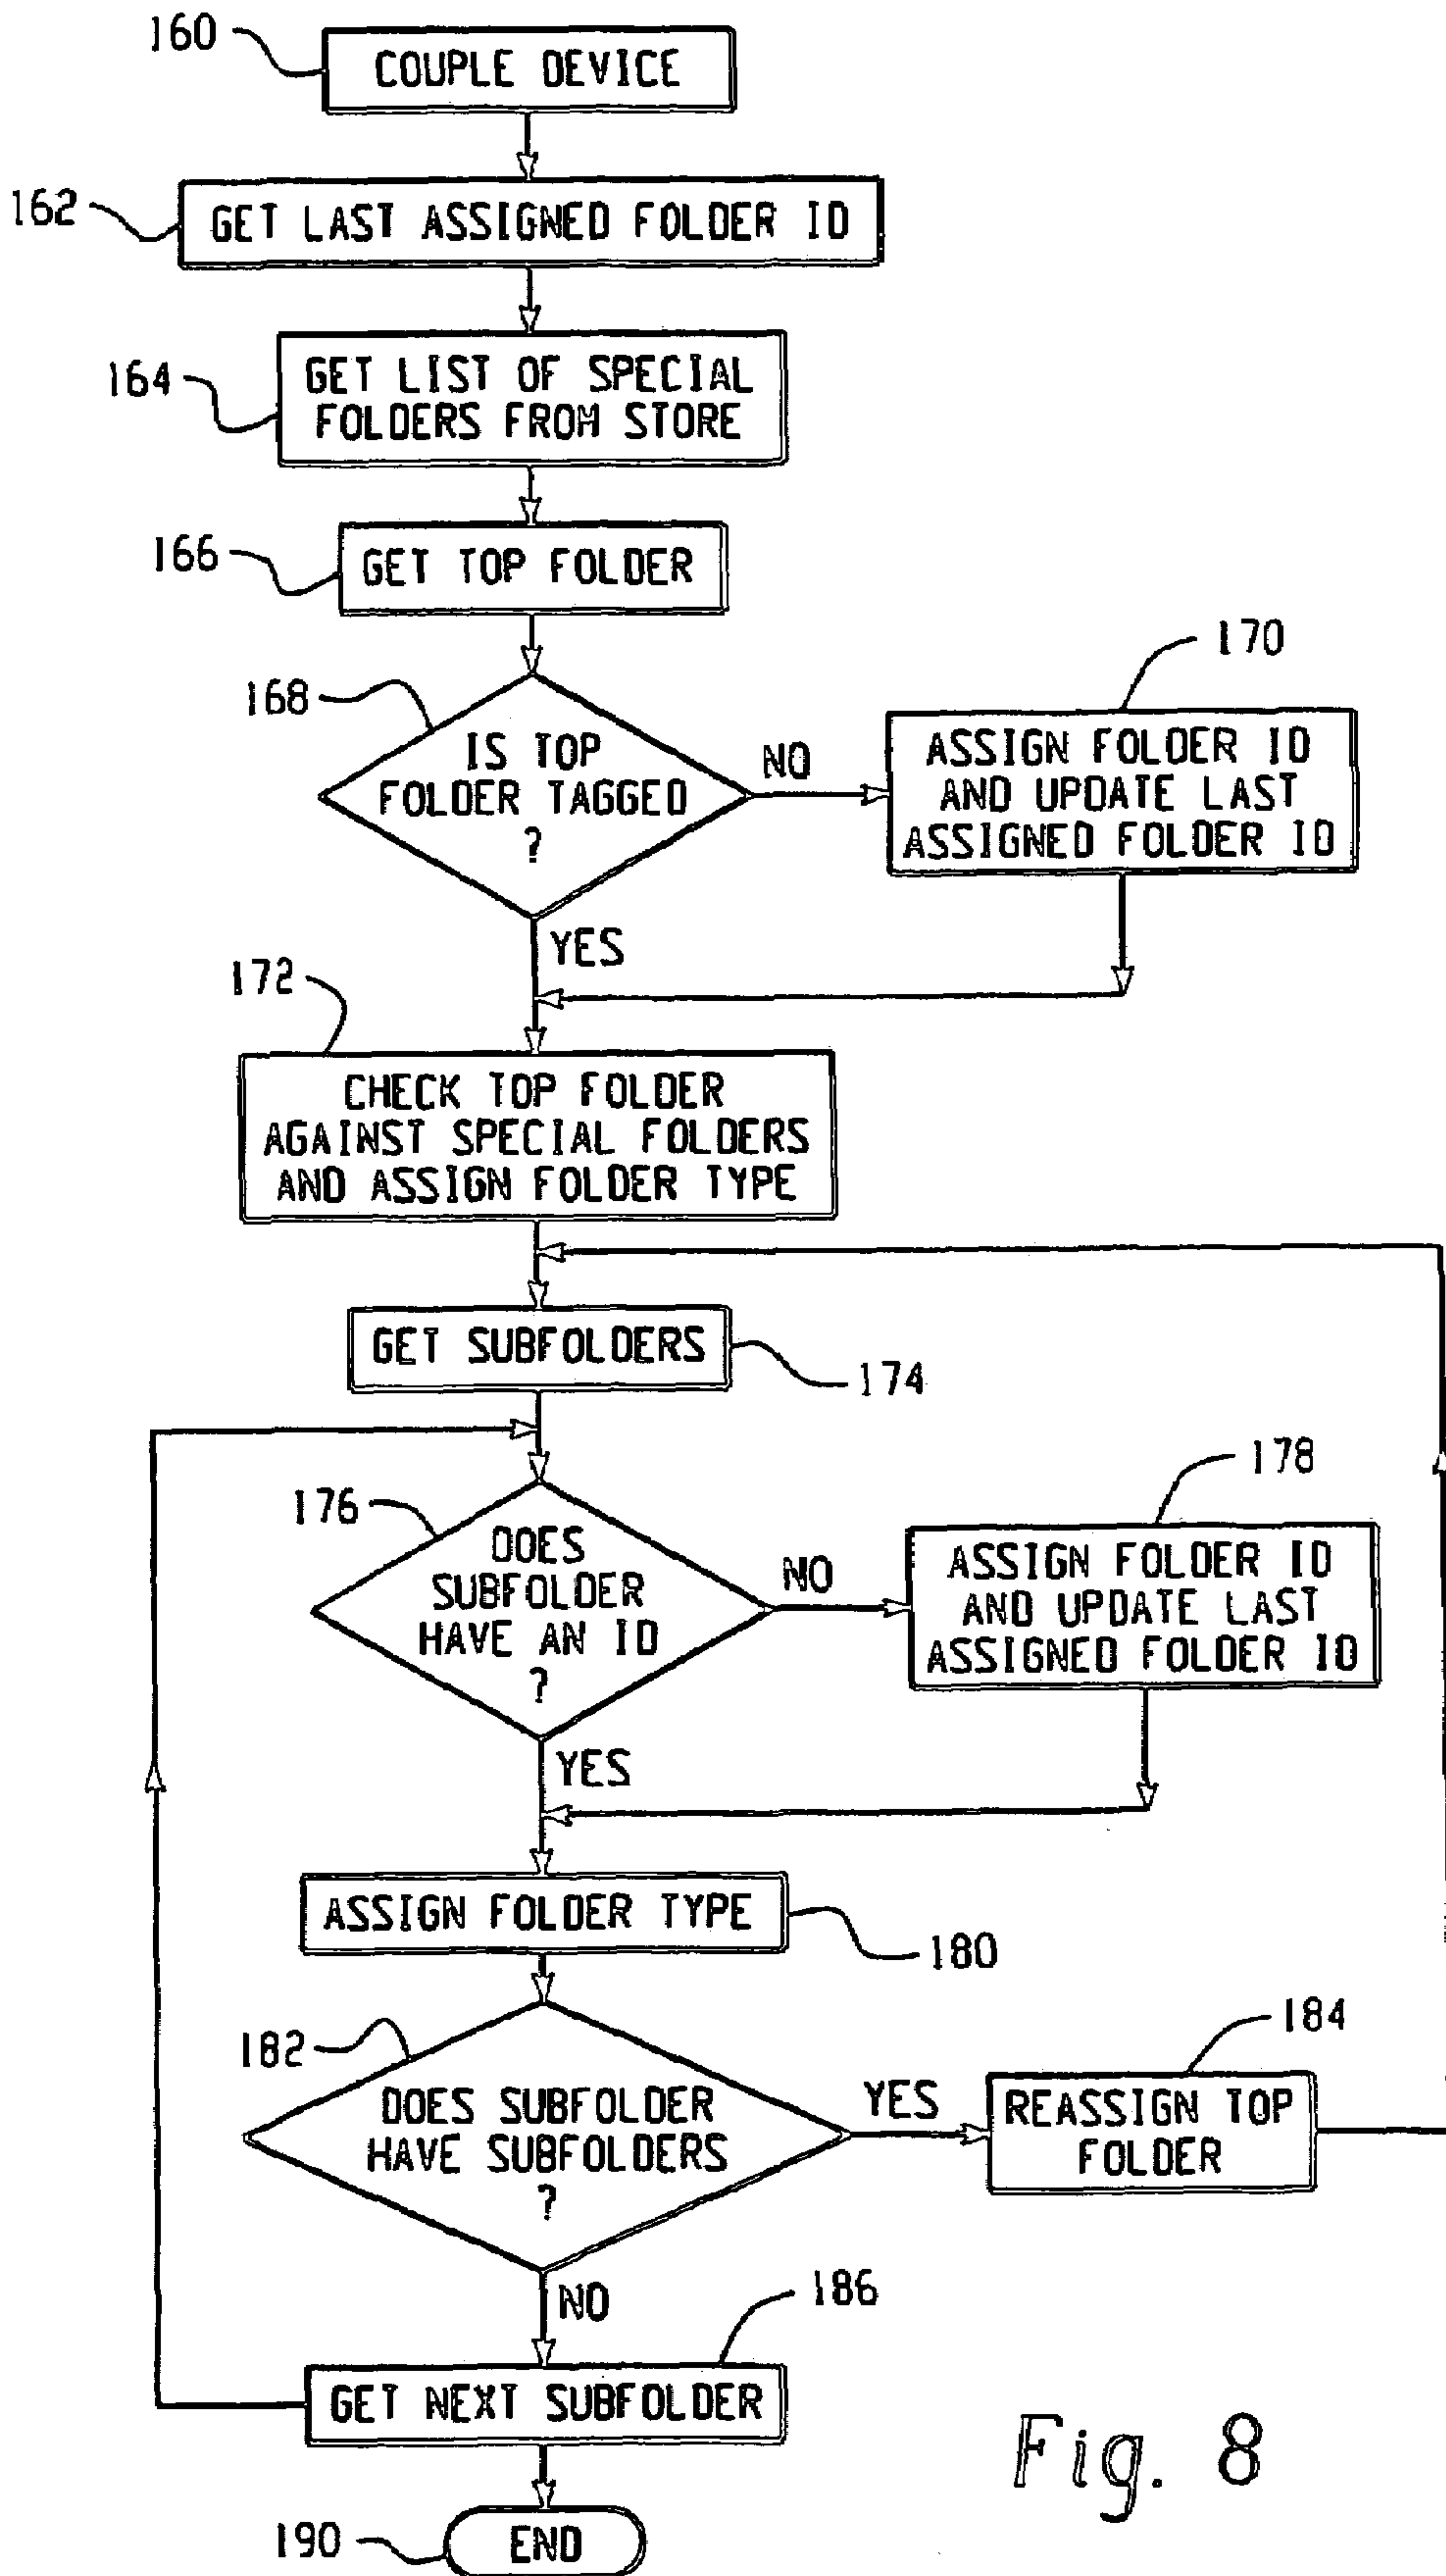 160
COUPLE DEVICE
162
GET LAST ASSIGNED FOLDER ID
164
GET LIST OF SPECIAL
FOLDERS FROM STORE
166
GET TOP FOLDER
168
IS TOP
FOLDER TAGGED
?
NO
170
ASSIGN FOLDER ID
AND UPDATE LAST
ASSIGNED FOLDER ID
YES
172
CHECK TOP FOLDER
AGAINST SPECIAL FOLDERS
AND ASSIGN FOLDER TYPE
GET SUBFOLDERS
174
176
DOES
SUBFOLDER
HAVE AN ID
?
NO
178
ASSIGN FOLDER ID
AND UPDATE LAST
ASSIGNED FOLDER ID
YES
ASSIGN FOLDER TYPE
180
182
DOES SUBFOLDER
HAVE SUBFOLDERS
?
YES
184
REASSIGN TOP
FOLDER
NO
186
GET NEXT SUBFOLDER
190
END
Fig. 8